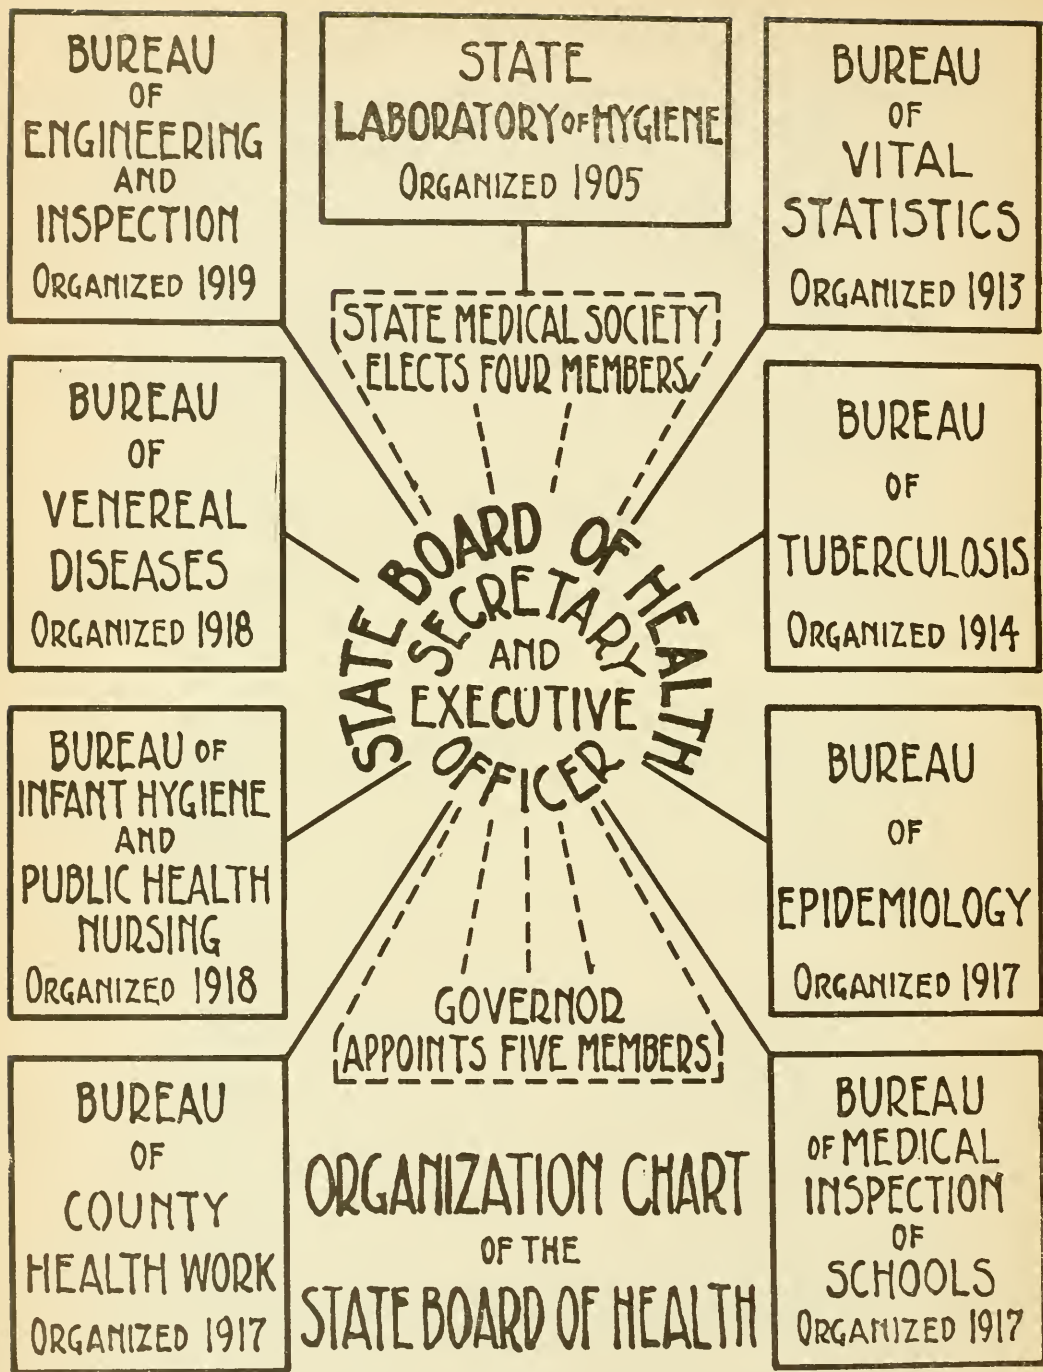 BUREAU
OF
ENGINEERING
AND
INSPECTION
ORGANIZED 1919
STATE
LABORATORY OF HYGIENE
ORGANIZED 1905
BUREAU
OF
VITAL
STATISTICS
ORGANIZED 1913
STATE MEDICAL SOCIETY
ELECTS FOUR MEMBERS
BUREAU
OF
VENEREAL
DISEASES
ORGANIZED 1918
BUREAU
OF
TUBERCULOSIS
ORGANIZED 1914
STATE BOARD OF HEALTH
SECRETARY
AND
EXECUTIVE
OFFICER
BUREAU OF
INFANT HYGIENE
AND
PUBLIC HEALTH
NURSING
ORGANIZED 1918
BUREAU
OF
EPIDEMIOLOGY
ORGANIZED 1917
GOVERNOR
APPOINTS FIVE MEMBERS
BUREAU
OF
COUNTY
HEALTH WORK
ORGANIZED 1917
ORGANIZATION CHART
OF THE
STATE BOARD OF HEALTH
BUREAU
OF MEDICAL
INSPECTION
OF
SCHOOLS
ORGANIZED 1917